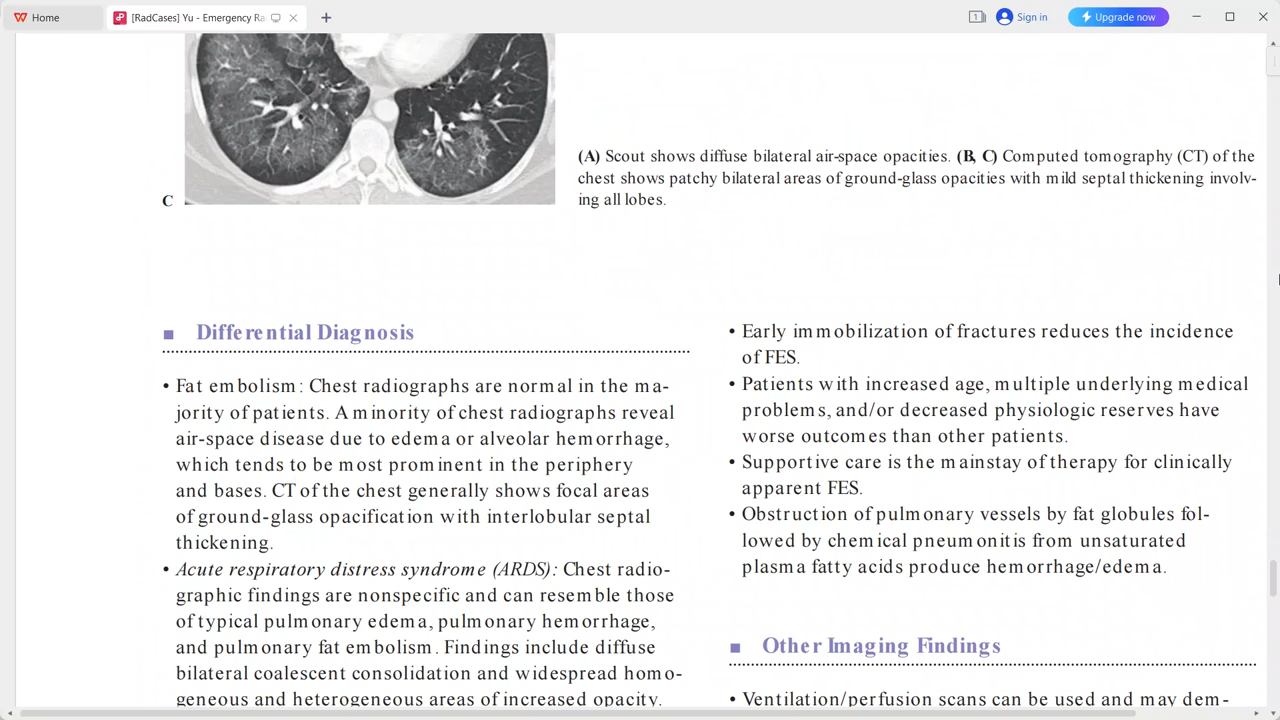 Home
[RadCases] Yu - Emergency Ra
1
Sign in
Upgrade now
C
(A) Scout shows diffuse bilateral air-space opacities. (B, C) Computed tomography (CT) of the
chest shows patchy bilateral areas of ground-glass opacities with mild septal thickening involv-
ing all lobes.
Differential Diagnosis
• Fat embolism: Chest radiographs are normal in the ma-
jority of patients. A minority of chest radiographs reveal
air-space disease due to edema or alveolar hemorrhage,
which tends to be most prominent in the periphery
and bases. CT of the chest generally shows focal areas
of ground-glass opacification with interlobular septal
thickening.
• Acute respiratory distress syndrome (ARDS): Chest radio-
graphic findings are nonspecific and can resemble those
of typical pulmonary edema, pulmonary hemorrhage,
and pulmonary fat embolism. Findings include diffuse
bilateral coalescent consolidation and widespread homo-
geneous and heterogeneous areas of increased opacity.
• Early immobilization of fractures reduces the incidence
of FES.
• Patients with increased age, multiple underlying medical
problems, and/or decreased physiologic reserves have
worse outcomes than other patients.
• Supportive care is the mainstay of therapy for clinically
apparent FES.
• Obstruction of pulmonary vessels by fat globules fol-
lowed by chemical pneumonitis from unsaturated
plasma fatty acids produce hemorrhage/edema.
Other Imaging Findings
• Ventilation/perfusion scans can be used and may dem-